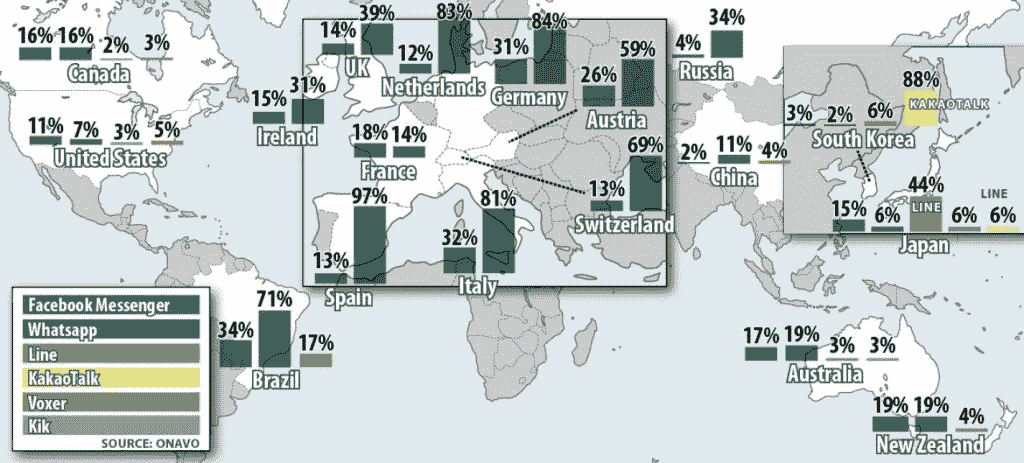 16% 16% 2% 3%
Canada
11% 7% 3% 5%
United States
15% 31%
Ireland
14% 39%
UK
12% 83%
Netherlands
31% 84%
Germany
26% 59%
Austria
18% 14%
France
13% 69%
Switzerland
13% 97%
Spain
32% 81%
Italy
4% 34%
Russia
2% 11% 4%
China
3% 2% 6% 88%
KAKAOTALK
South Korea
15% 6% 44% 6% 6%
LINE
LINE
Japan
34% 71% 17%
Brazil
17% 19% 3% 3%
Australia
19% 19% 4%
New Zealand
Facebook Messenger
Whatsapp
Line
KakaoTalk
Voxer
Kik
SOURCE: ONAVO